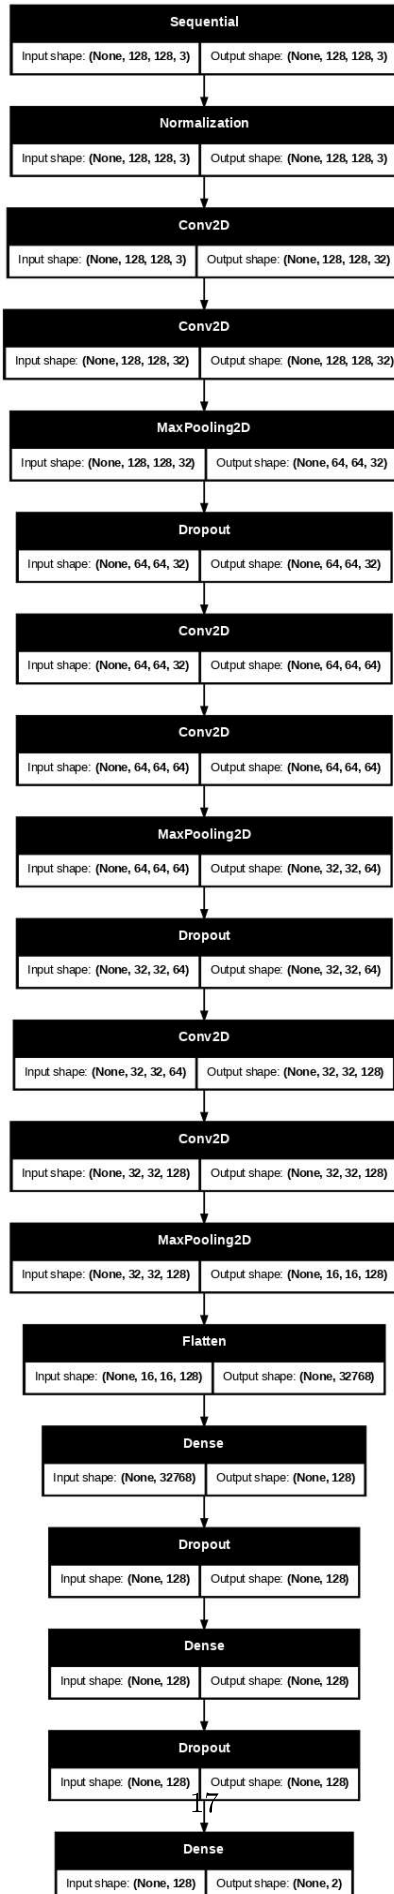 Sequential
Input shape: (None, 128, 128, 3) Output shape: (None, 128, 128, 3)
Normalization
Input shape: (None, 128, 128, 3) Output shape: (None, 128, 128, 3)
Conv2D
Input shape: (None, 128, 128, 3) Output shape: (None, 128, 128, 32)
Conv2D
Input shape: (None, 128, 128, 32) Output shape: (None, 128, 128, 32)
MaxPooling2D
Input shape: (None, 128, 128, 32) Output shape: (None, 64, 64, 32)
Dropout
Input shape: (None, 64, 64, 32) Output shape: (None, 64, 64, 32)
Conv2D
Input shape: (None, 64, 64, 32) Output shape: (None, 64, 64, 64)
Conv2D
Input shape: (None, 64, 64, 64) Output shape: (None, 64, 64, 64)
MaxPooling2D
Input shape: (None, 64, 64, 64) Output shape: (None, 32, 32, 64)
Dropout
Input shape: (None, 32, 32, 64) Output shape: (None, 32, 32, 64)
Conv2D
Input shape: (None, 32, 32, 64) Output shape: (None, 32, 32, 128)
Conv2D
Input shape: (None, 32, 32, 128) Output shape: (None, 32, 32, 128)
MaxPooling2D
Input shape: (None, 32, 32, 128) Output shape: (None, 16, 16, 128)
Flatten
Input shape: (None, 16, 16, 128) Output shape: (None, 32768)
Dense
Input shape: (None, 32768) Output shape: (None, 128)
Dropout
Input shape: (None, 128) Output shape: (None, 128)
Dense
Input shape: (None, 128) Output shape: (None, 128)
Dropout
Input shape: (None, 128) Output shape: (None, 128)
17
Dense
Input shape: (None, 128) Output shape: (None, 2)